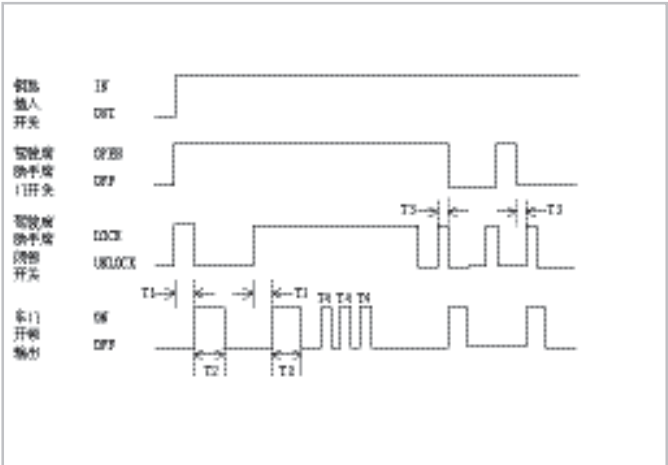 钥匙 IN
插入
开关 OUT
驾驶席 OPEN
助手席
门开关 OFF
驾驶席
助手席 LOCK
闭锁 UNLOCK
开关
T3
T3
T1
T1
T4 T4 T4
车门 ON
开锁
输出 OFF
T2
T2